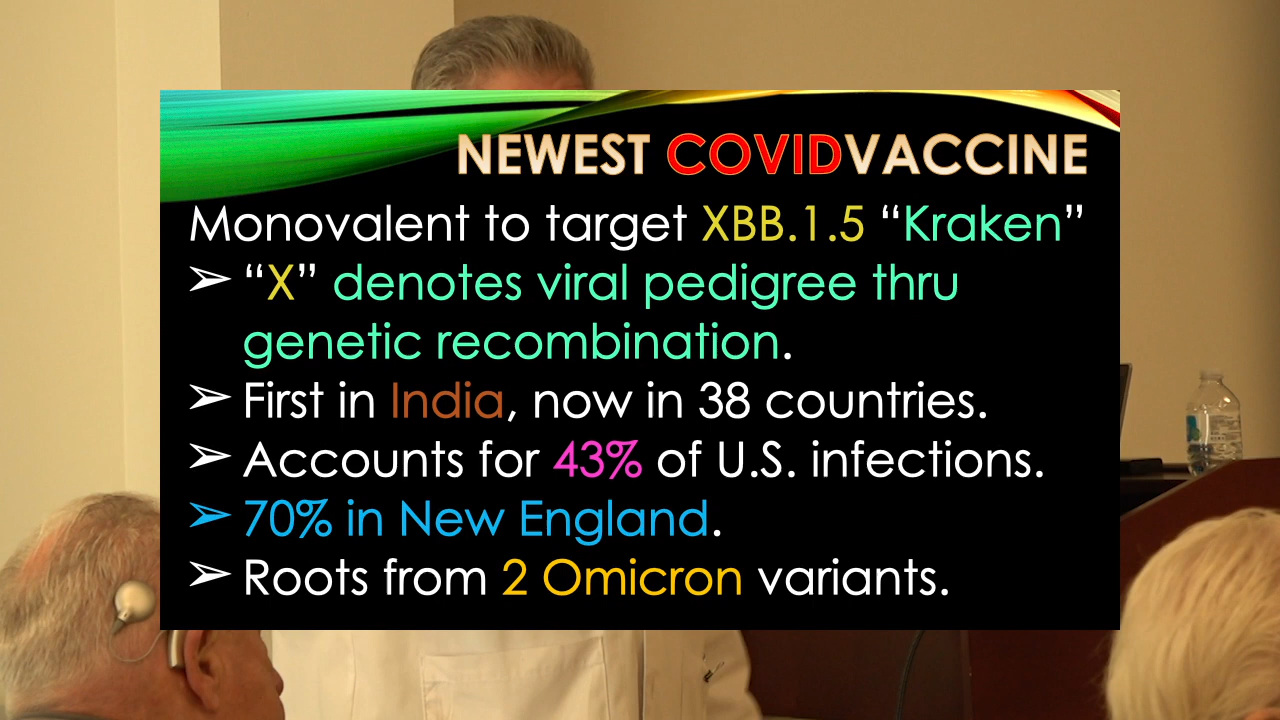 NEWEST COVIDVACCINE
Monovalent to target XBB.1.5 “Kraken”
➢ “X” denotes viral pedigree thru
genetic recombination.
➢ First in India, now in 38 countries.
➢ Accounts for 43% of U.S. infections.
➢ 70% in New England.
➢ Roots from 2 Omicron variants.